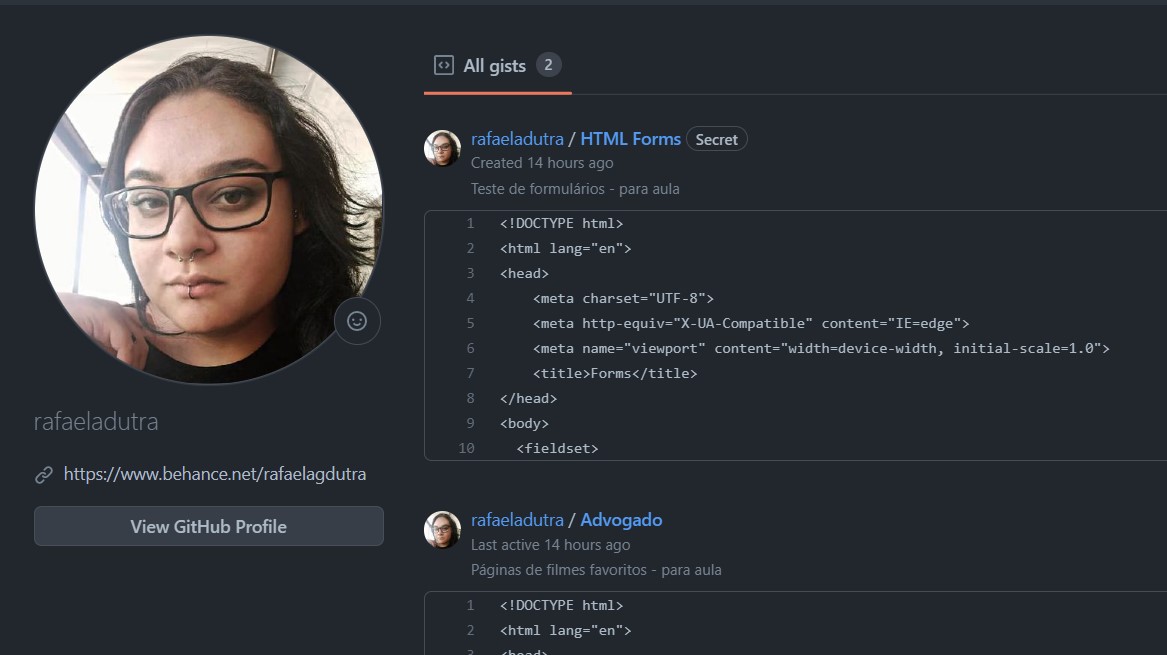 rafaeladutra
https://www.behance.net/rafaelagdutra
View GitHub Profile
All gists 2
rafaeladutra / HTML Forms Secret
Created 14 hours ago
Teste de formulários - para aula
1 <!DOCTYPE html>
2 <html lang="en">
3 <head>
4 <meta charset="UTF-8">
5 <meta http-equiv="X-UA-Compatible" content="IE=edge">
6 <meta name="viewport" content="width=device-width, initial-scale=1.0">
7 <title>Forms</title>
8 </head>
9 <body>
10 <fieldset>
rafaeladutra / Advogado
Last active 14 hours ago
Páginas de filmes favoritos - para aula
1 <!DOCTYPE html>
2 <html lang="en">
3 <head>